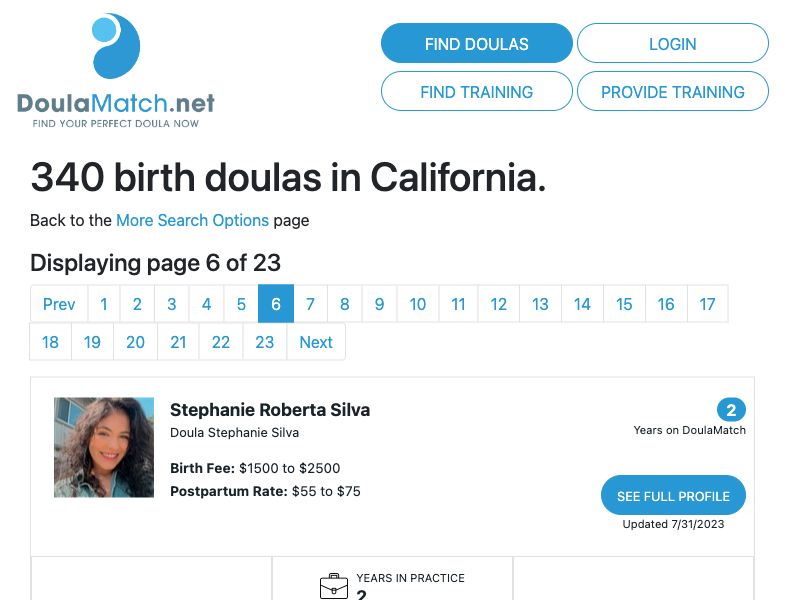 FIND DOULAS
LOGIN
FIND TRAINING
PROVIDE TRAINING
DoulaMatch.net
FIND YOUR PERFECT DOULA NOW
340 birth doulas in California.
Back to the More Search Options page
Displaying page 6 of 23
Prev 1 2 3 4 5 6 7 8 9 10 11 12 13 14 15 16 17
18 19 20 21 22 23 Next
Stephanie Roberta Silva
Doula Stephanie Silva
Birth Fee: $1500 to $2500
Postpartum Rate: $55 to $75
2
Years on DoulaMatch
SEE FULL PROFILE
Updated 7/31/2023
YEARS IN PRACTICE
2